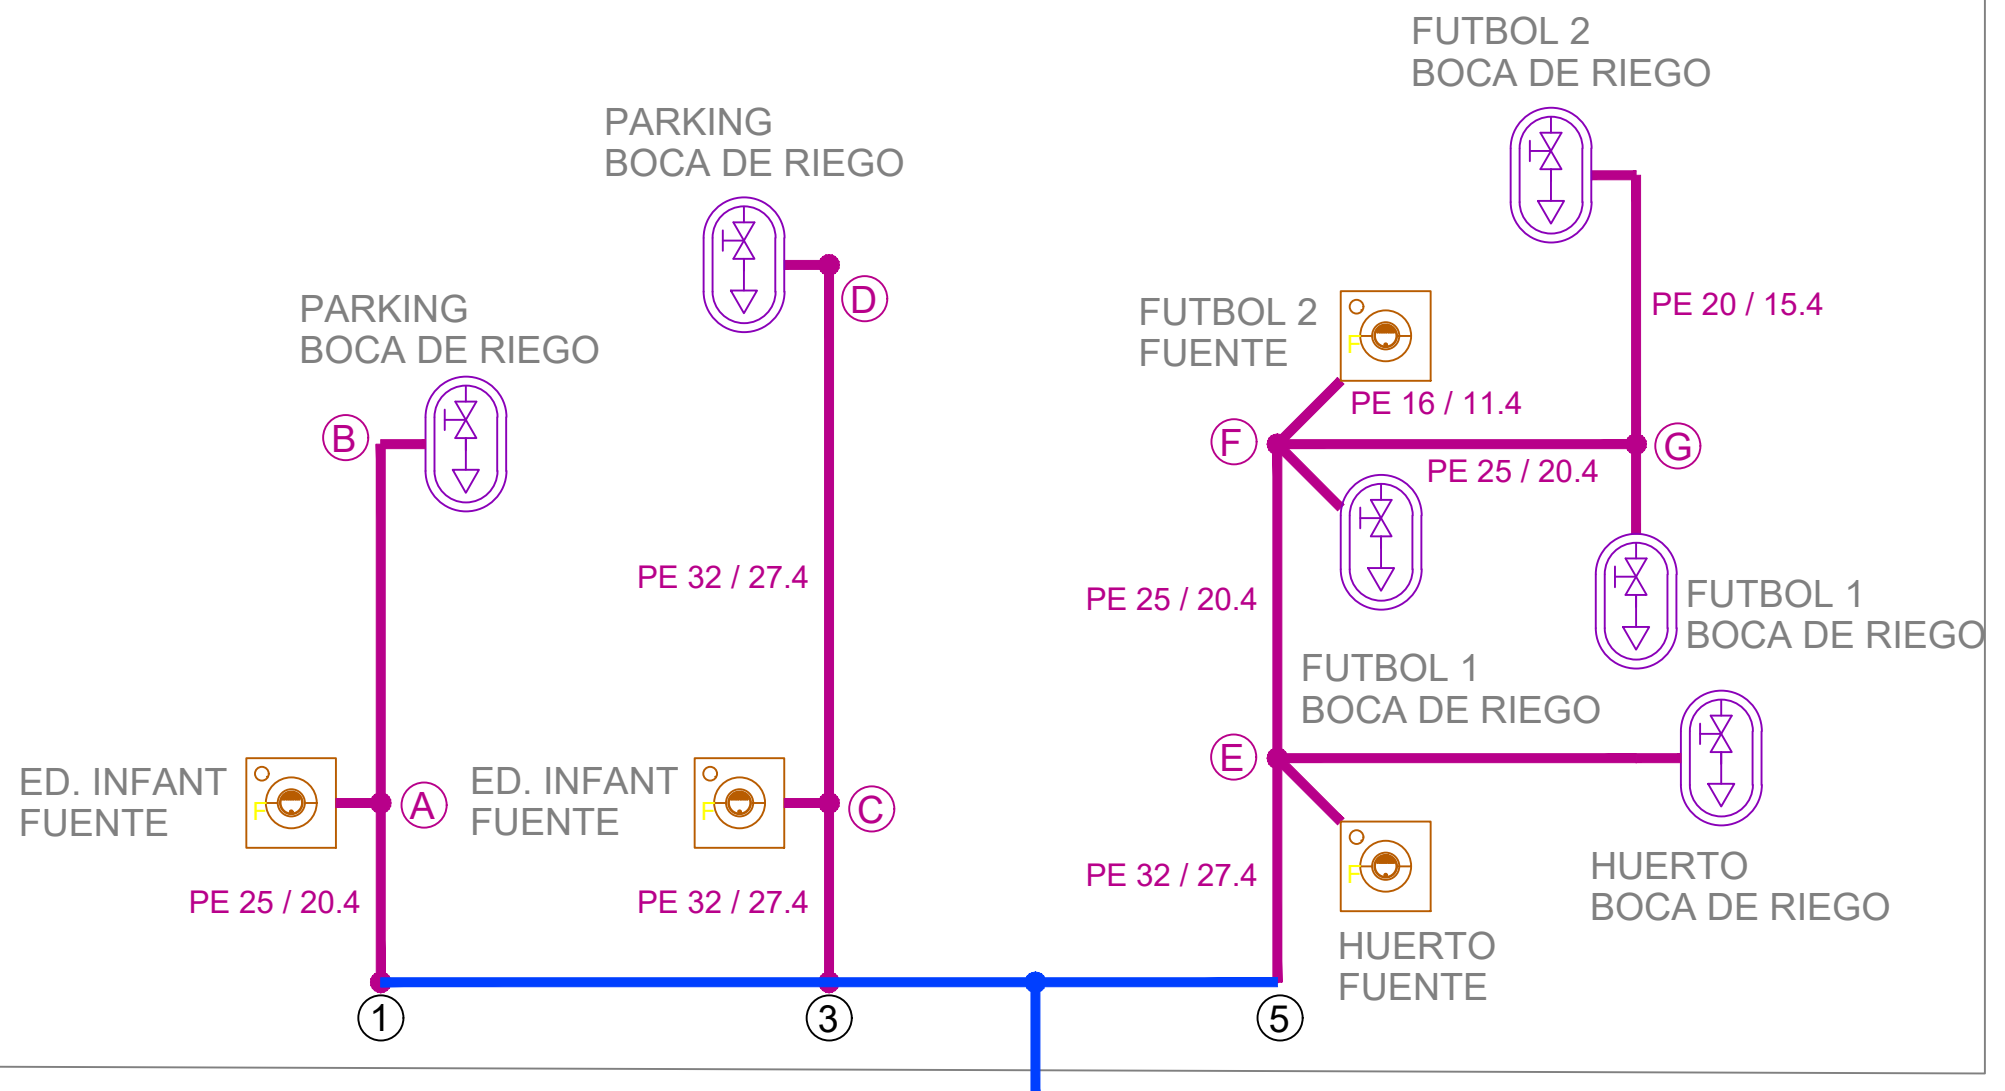 FUTBOL 2
BOCA DE RIEGO
PARKING
BOCA DE RIEGO
D
PARKING
BOCA DE RIEGO
FUTBOL 2
FUENTE
F
PE 20 / 15.4
PE 16 / 11.4
B
F
G
PE 25 / 20.4
PE 32 / 27.4
PE 25 / 20.4
FUTBOL 1
BOCA DE RIEGO
FUTBOL 1
BOCA DE RIEGO
E
ED. INFANT
FUENTE
F
A
ED. INFANT
FUENTE
F
C
PE 25 / 20.4
PE 32 / 27.4
PE 32 / 27.4
F
HUERTO
BOCA DE RIEGO
HUERTO
FUENTE
1
3
5